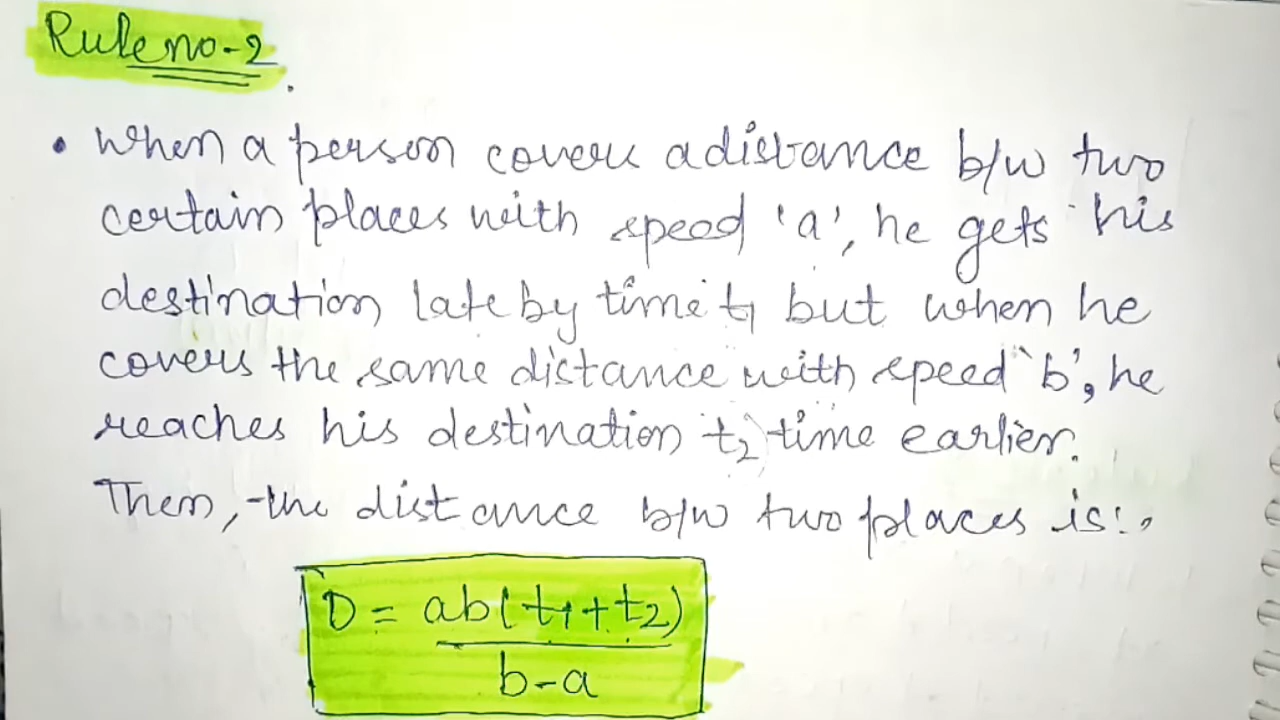 Rule no-2
• When a person covers a distance b/w two
certain places with speed 'a', he gets his
destination late by time t₁ but when he
covers the same distance with speed 'b', he
reaches his destination t₂ time earlier.
Then, the distance b/w two places is:
D = ab(t₁+t₂)
b-a